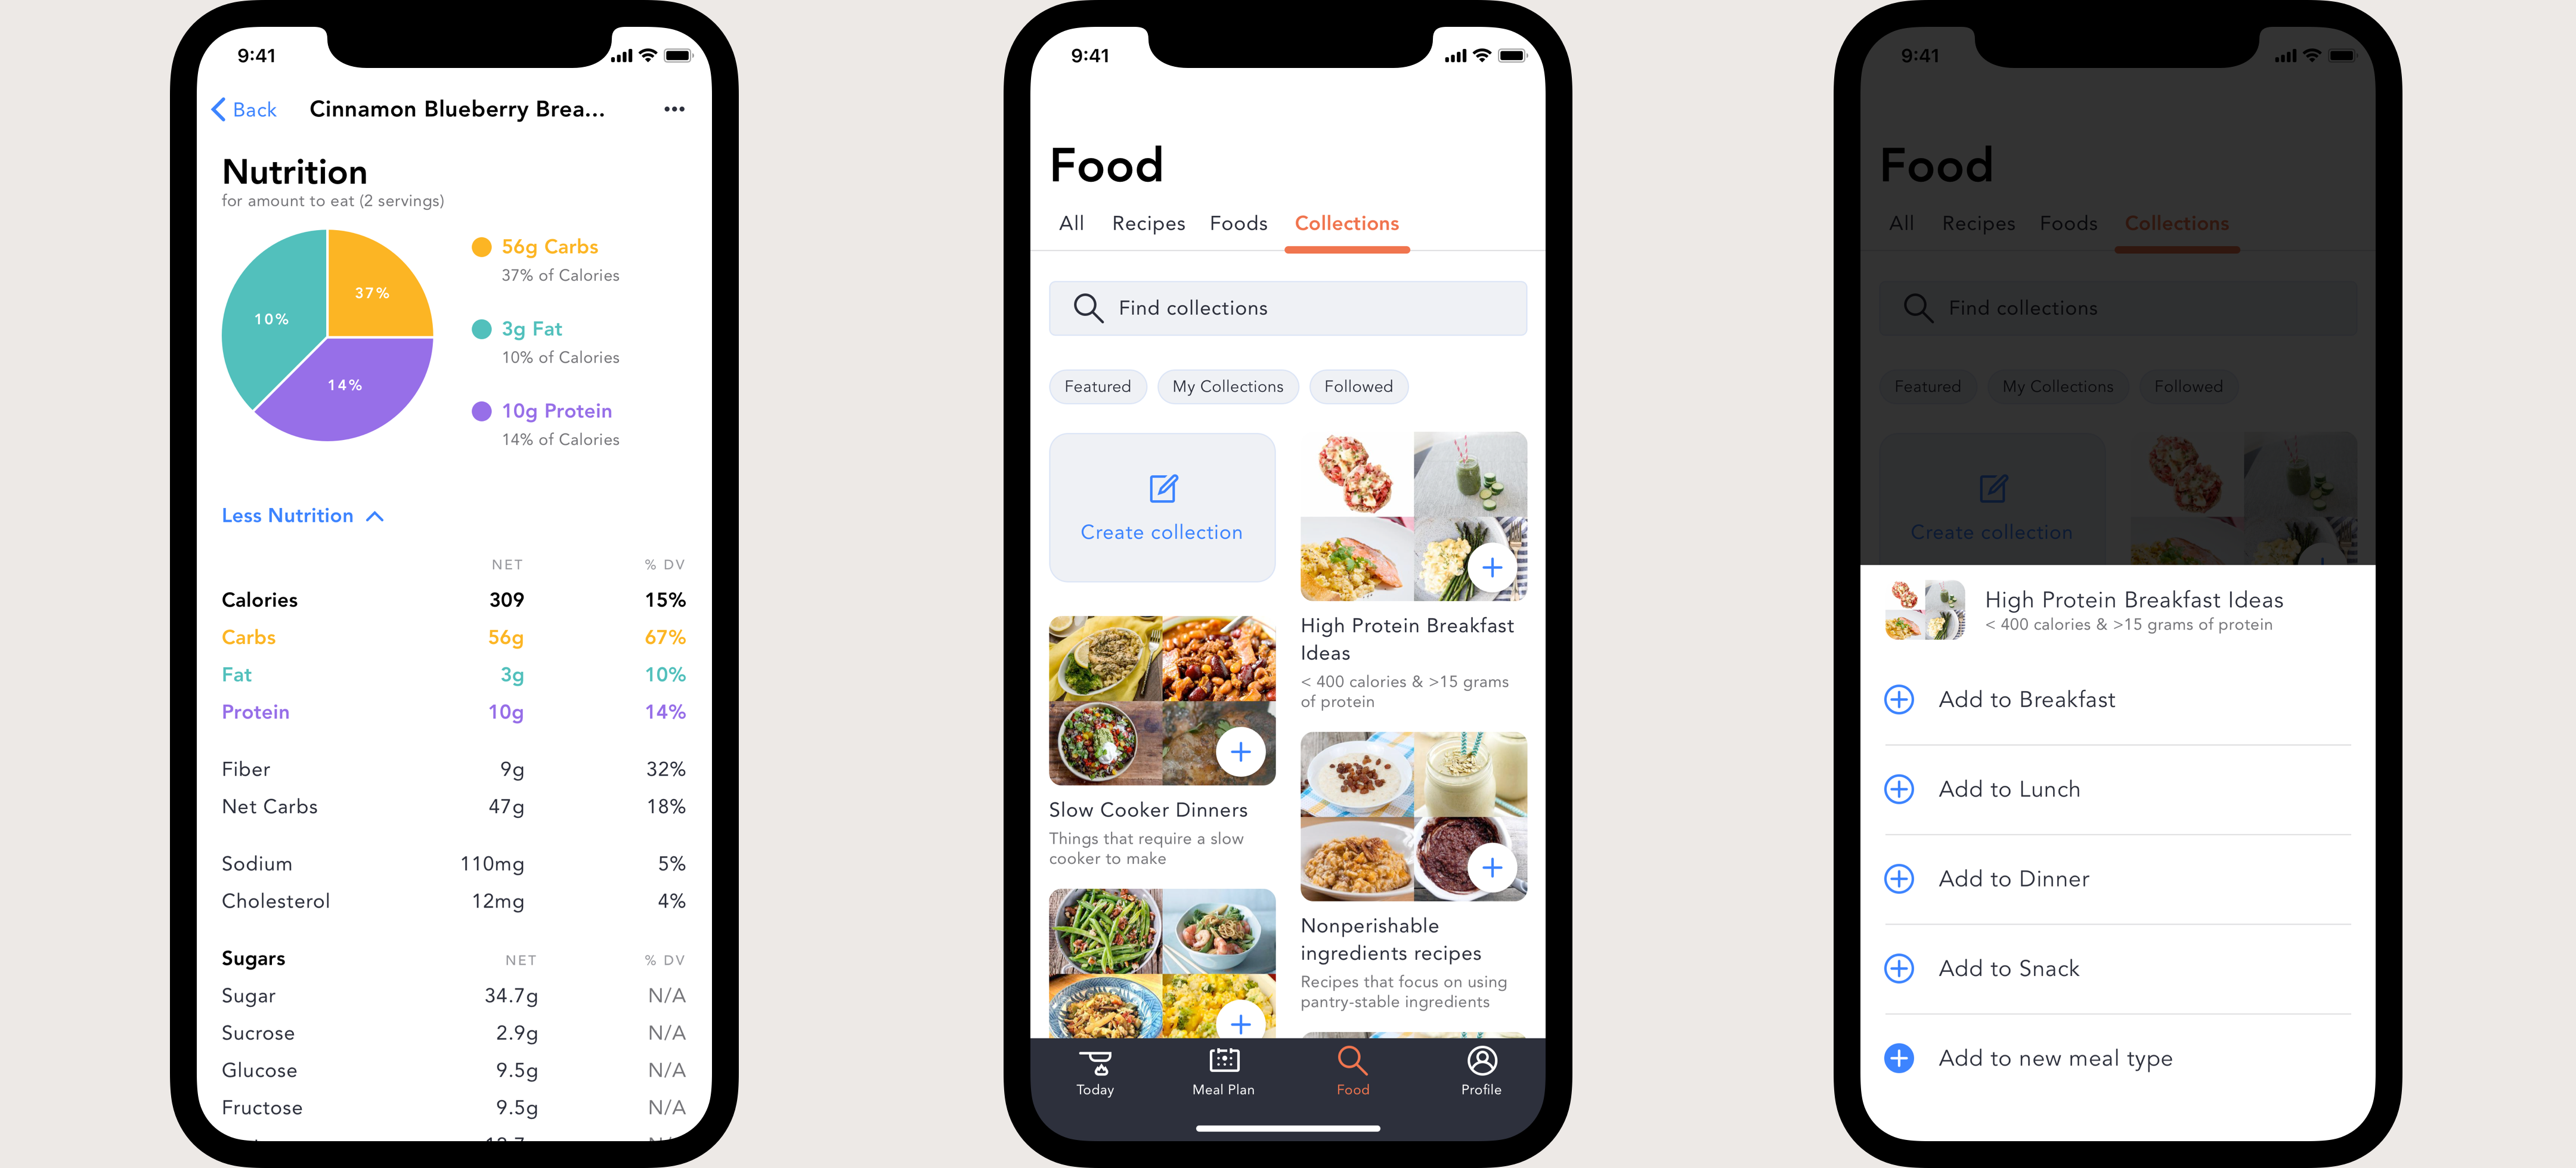 9:41
Back
Cinnamon Blueberry Brea...
Nutrition
for amount to eat (2 servings)
37%
10%
14%
56g Carbs
37% of Calories
3g Fat
10% of Calories
10g Protein
14% of Calories
Less Nutrition
NET % DV
Calories 309 15%
Carbs 56g 67%
Fat 3g 10%
Protein 10g 14%
Fiber 9g 32%
Net Carbs 47g 18%
Sodium 110mg 5%
Cholesterol 12mg 4%
Sugars NET % DV
Sugar 34.7g N/A
Sucrose 2.9g N/A
Glucose 9.5g N/A
Fructose 9.5g N/A
9:41
Food
All Recipes Foods Collections
Find collections
Featured My Collections Followed
Create collection
High Protein Breakfast
Ideas
< 400 calories & >15 grams
of protein
Slow Cooker Dinners
Things that require a slow
cooker to make
Nonperishable
ingredients recipes
Recipes that focus on using
pantry-stable ingredients
Today Meal Plan Food Profile
9:41
Food
All Recipes Foods Collections
Find collections
Featured My Collections Followed
Create collection
High Protein Breakfast Ideas
< 400 calories & >15 grams of protein
Add to Breakfast
Add to Lunch
Add to Dinner
Add to Snack
Add to new meal type